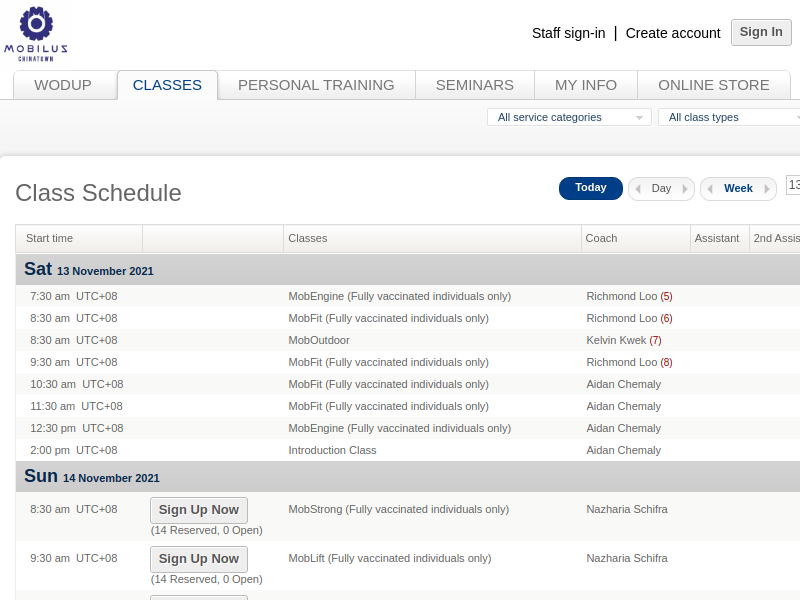 MOBILUS
CHINATOWN
Staff sign-in | Create account Sign In
WODUP CLASSES PERSONAL TRAINING SEMINARS MY INFO ONLINE STORE
All service categories All class types
Class Schedule Today Day Week 13
Start time Classes Coach Assistant 2nd Assis
Sat 13 November 2021
7:30 am UTC+08 MobEngine (Fully vaccinated individuals only) Richmond Loo (5)
8:30 am UTC+08 MobFit (Fully vaccinated individuals only) Richmond Loo (6)
8:30 am UTC+08 MobOutdoor Kelvin Kwek (7)
9:30 am UTC+08 MobFit (Fully vaccinated individuals only) Richmond Loo (8)
10:30 am UTC+08 MobFit (Fully vaccinated individuals only) Aidan Chemaly
11:30 am UTC+08 MobFit (Fully vaccinated individuals only) Aidan Chemaly
12:30 pm UTC+08 MobEngine (Fully vaccinated individuals only) Aidan Chemaly
2:00 pm UTC+08 Introduction Class Aidan Chemaly
Sun 14 November 2021
8:30 am UTC+08 Sign Up Now MobStrong (Fully vaccinated individuals only) Nazharia Schifra
(14 Reserved, 0 Open)
9:30 am UTC+08 Sign Up Now MobLift (Fully vaccinated individuals only) Nazharia Schifra
(14 Reserved, 0 Open)